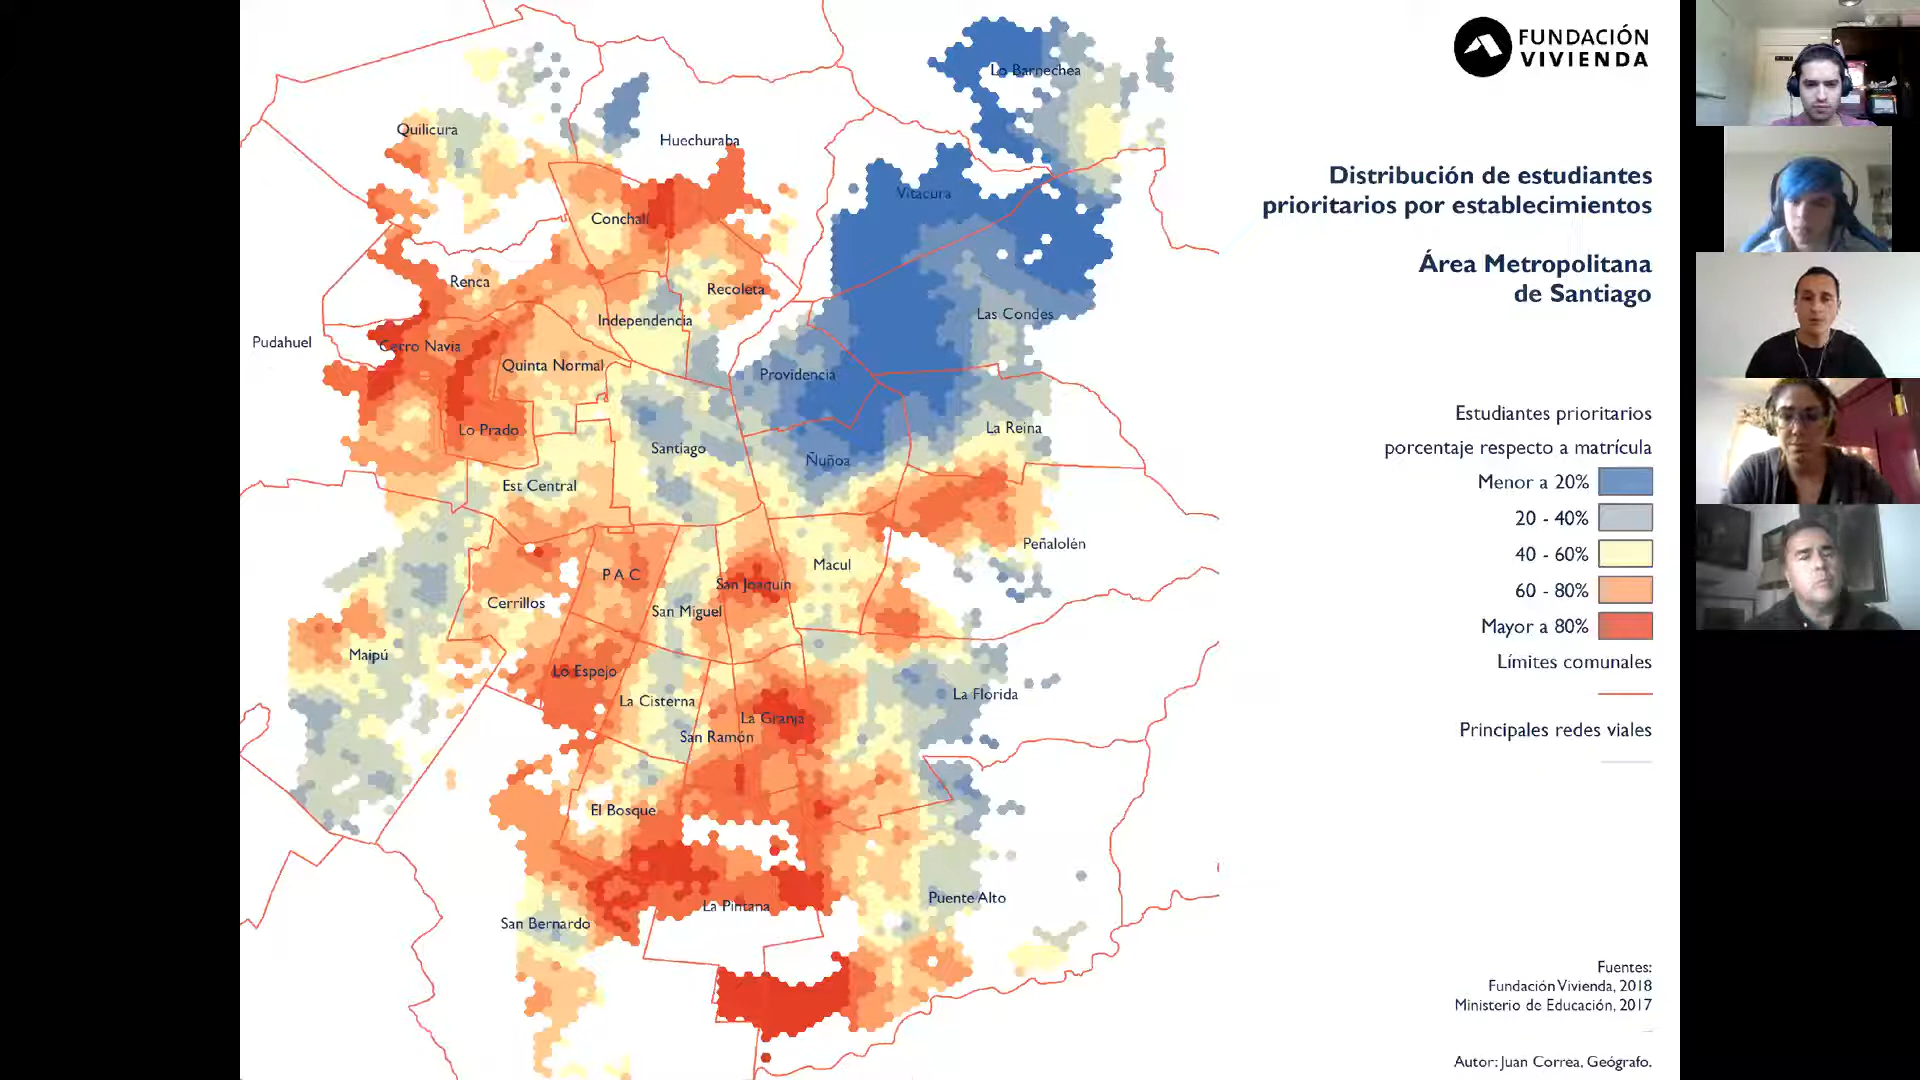 FUNDACIÓN
VIVIENDA
Distribución de estudiantes
prioritarios por establecimientos
Área Metropolitana
de Santiago
Estudiantes prioritarios
porcentaje respecto a matrícula
Menor a 20%
20 - 40%
40 - 60%
60 - 80%
Mayor a 80%
Límites comunales
Principales redes viales
Fuentes:
Fundación Vivienda, 2018
Ministerio de Educación, 2017
Autor: Juan Correa, Geógrafo.
Lo Barnechea
Quilicura
Huechuraba
Vitacura
Conchalí
Renca
Recoleta
Independencia
Las Condes
Pudahuel
Cerro Navia
Quinta Normal
Providencia
Lo Prado
Santiago
La Reina
Ñuñoa
Est Central
Peñalolén
Macul
P A C
San Joaquín
Cerrillos
San Miguel
Maipú
Lo Espejo
La Cisterna
La Florida
La Granja
San Ramón
El Bosque
Puente Alto
La Pintana
San Bernardo